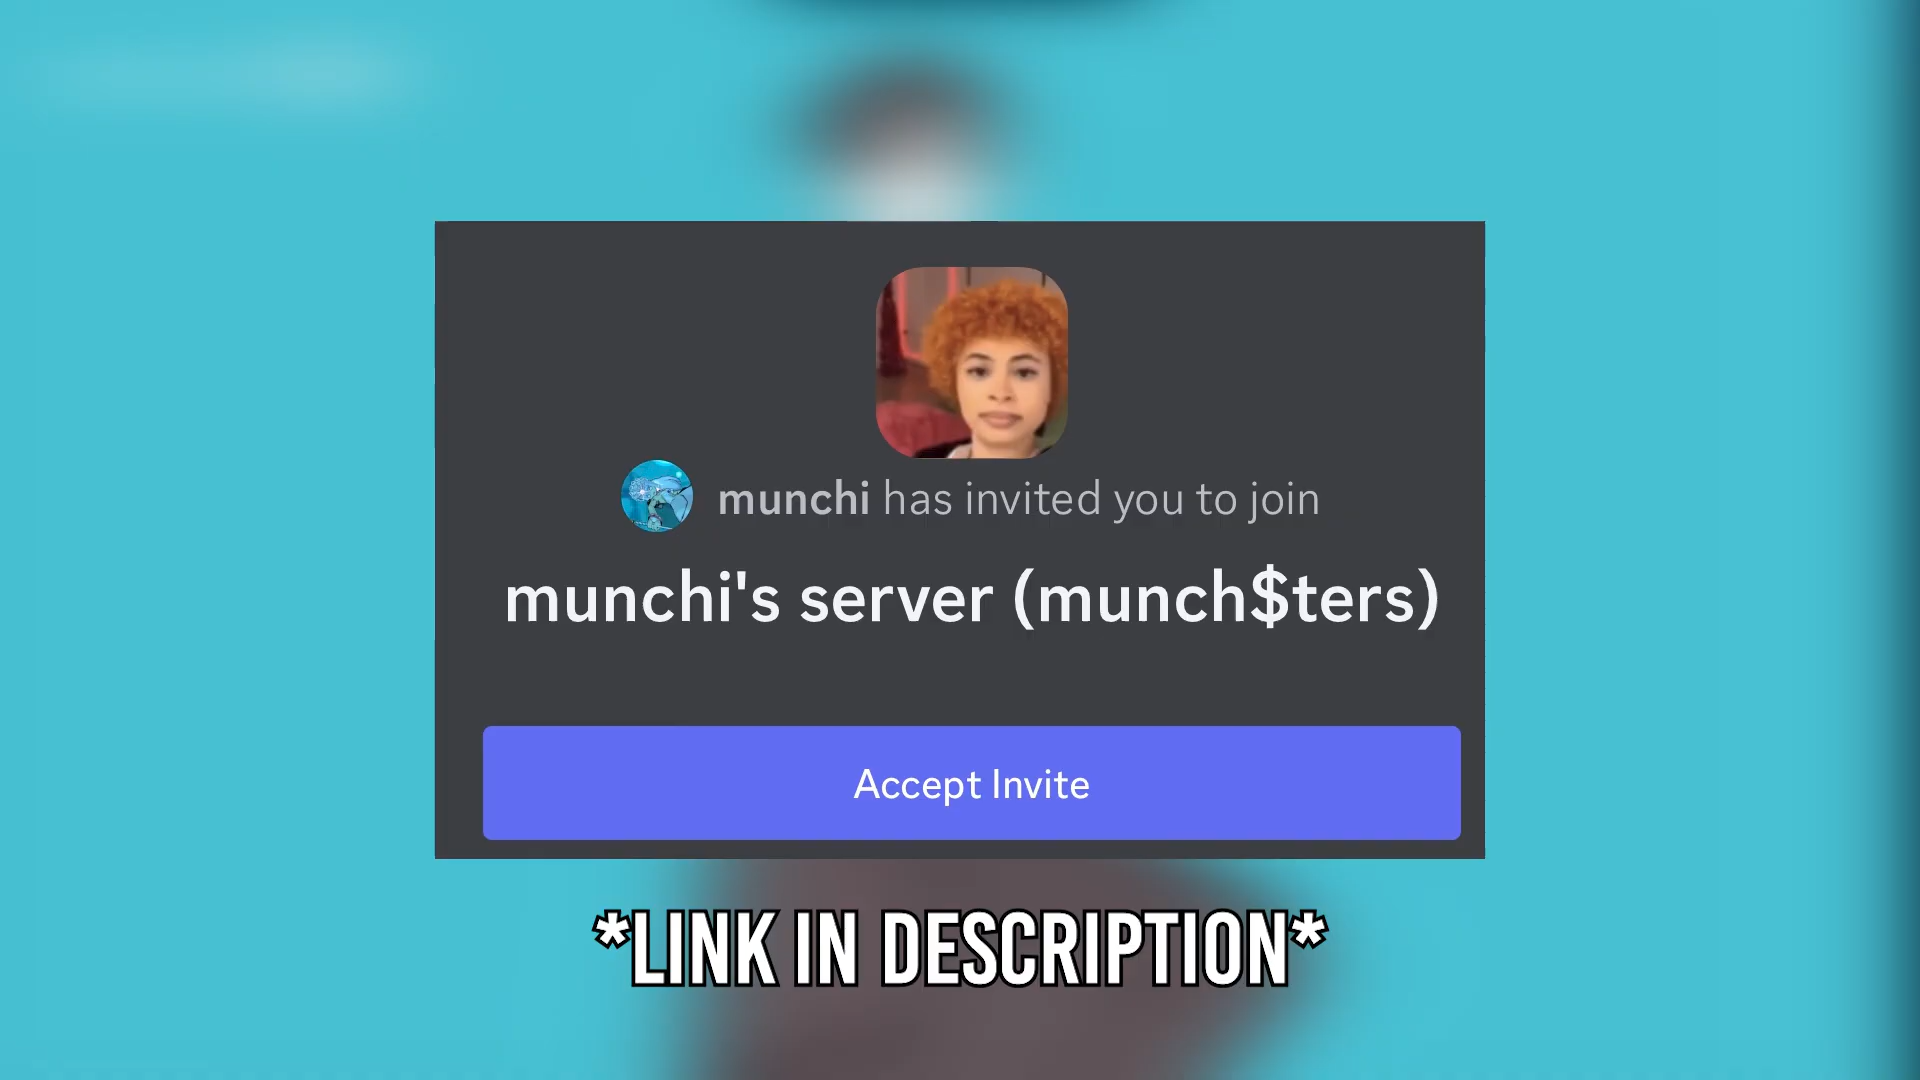 munchi has invited you to join
munchi's server (munch$ters)
Accept Invite
*LINK IN DESCRIPTION*